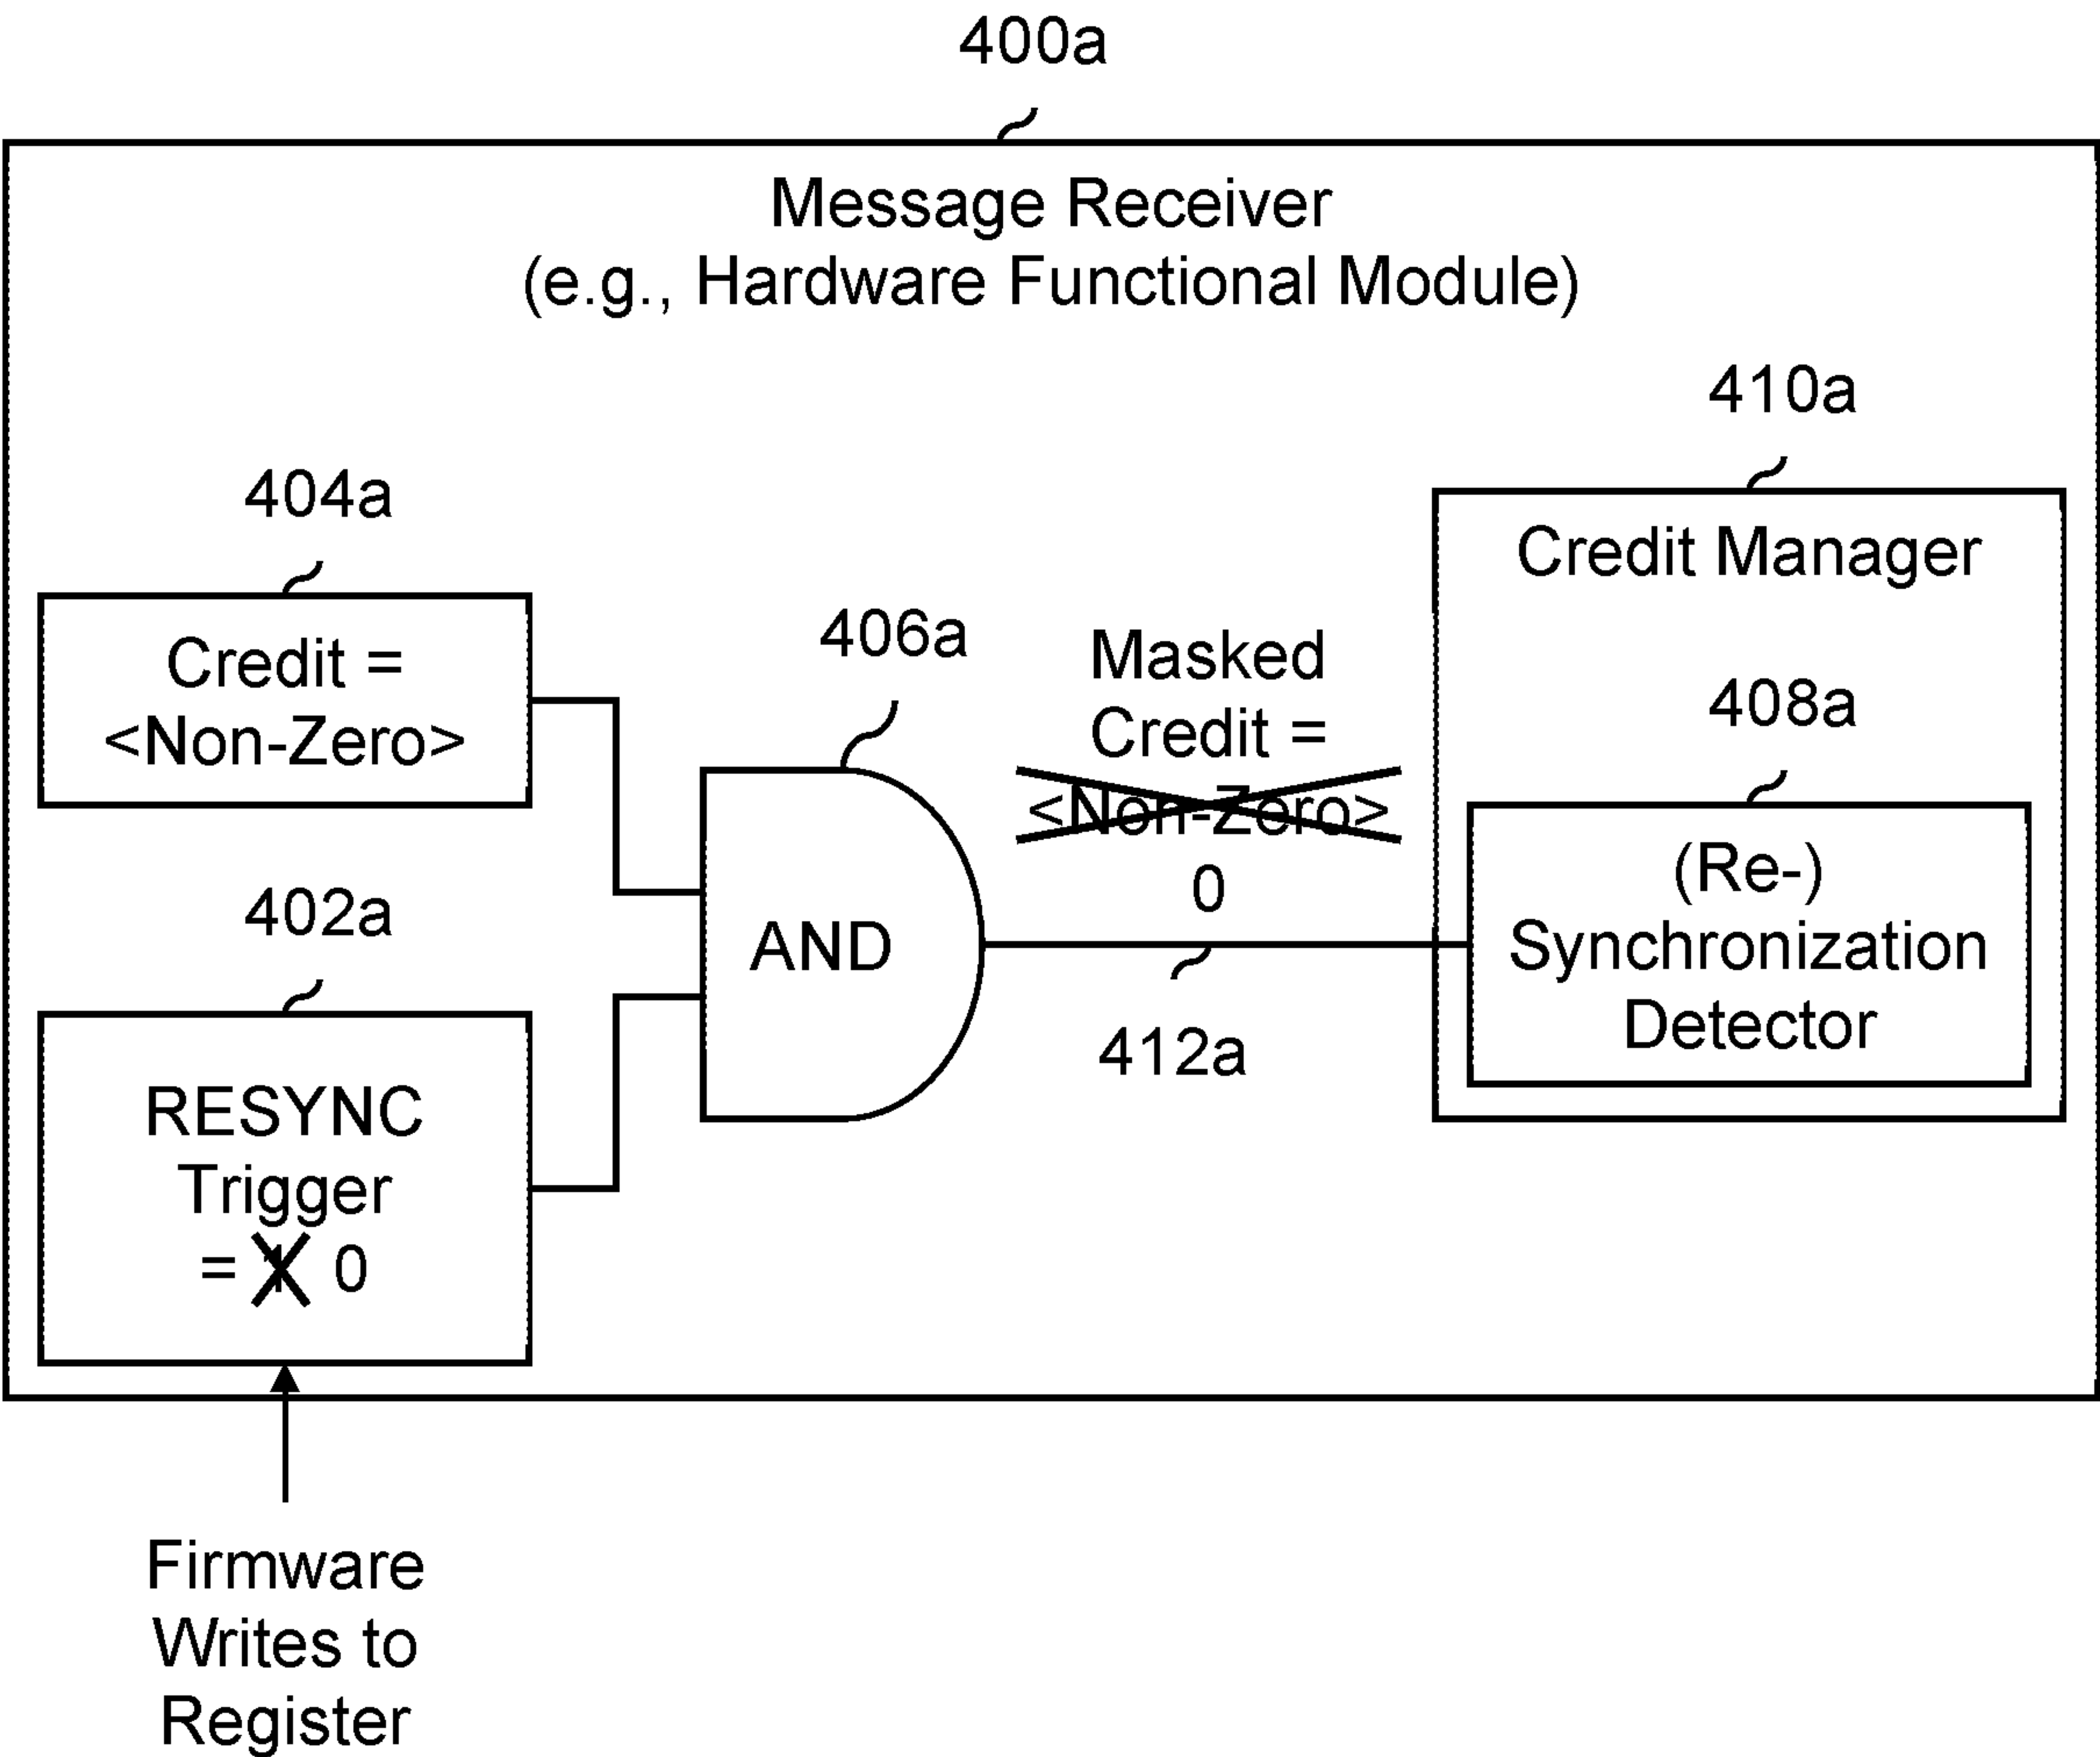 400a
Message Receiver
(e.g., Hardware Functional Module)
410a
Credit Manager
404a
Credit =
<Non-Zero>
406a
Masked
Credit =
<Non-Zero>
0
408a
(Re-)
Synchronization
Detector
402a
AND
412a
RESYNC
Trigger
= 1 0
Firmware
Writes to
Register